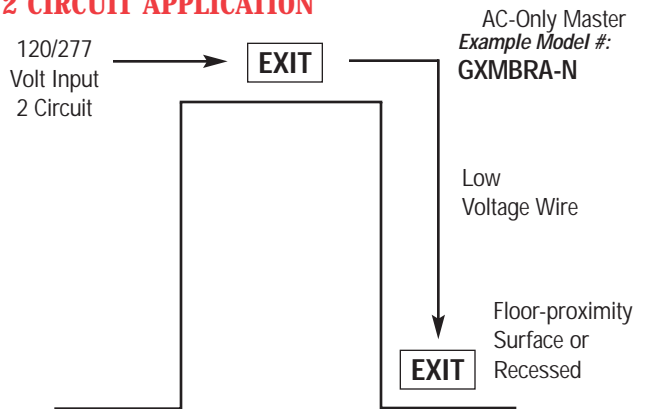 2 CIRCUIT APPLICATION
120/277
Volt Input
2 Circuit
EXIT
AC-Only Master
Example Model #:
GXMBRA-N
Low
Voltage Wire
Floor-proximity
Surface or
Recessed
EXIT